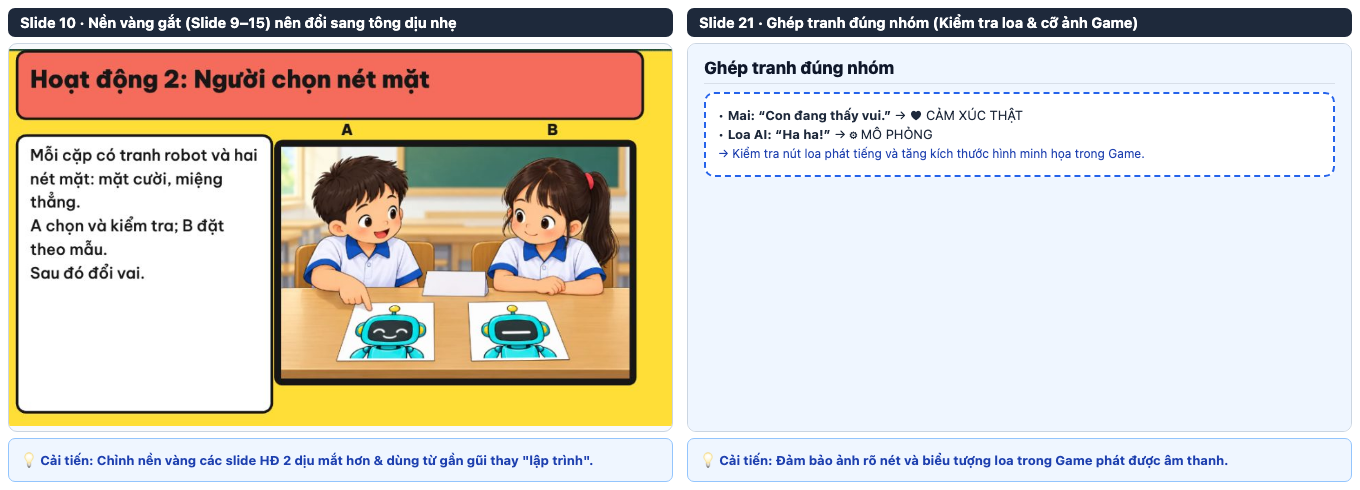 Slide 10 · Nền vàng gắt (Slide 9–15) nên đổi sang tông dịu nhẹ
Hoạt động 2: Người chọn nét mặt
A
B
Mỗi cặp có tranh robot và hai
nét mặt: mặt cười, miệng
thẳng.
A chọn và kiểm tra; B đặt
theo mẫu.
Sau đó đổi vai.
💡 Cải tiến: Chỉnh nền vàng các slide HĐ 2 dịu mắt hơn & dùng từ gần gũi thay "lập trình".
Slide 21 · Ghép tranh đúng nhóm (Kiểm tra loa & cỡ ảnh Game)
Ghép tranh đúng nhóm
• Mai: “Con đang thấy vui.” → ♥ CẢM XÚC THẬT
• Loa AI: “Ha ha!” → ⚙ MÔ PHỎNG
→ Kiểm tra nút loa phát tiếng và tăng kích thước hình minh họa trong Game.
💡 Cải tiến: Đảm bảo ảnh rõ nét và biểu tượng loa trong Game phát được âm thanh.